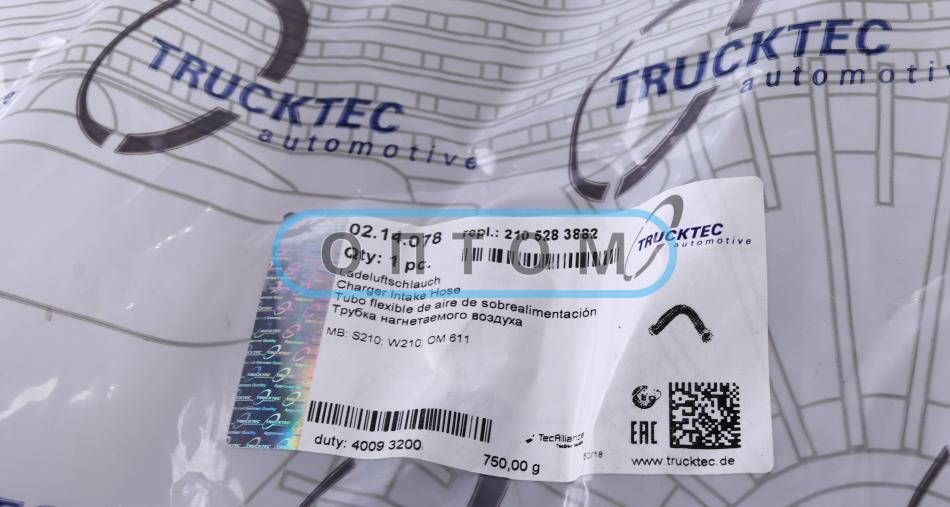 TRUCKTEC
automotive
TRUCKTEC
automotiv
02.14.078
repl.: 210 528 3882
Qty: 1 pc.
ОПТОМ
TRUCKTEC
automotive
adeluftschlauch
Charger Intake Hose
Tubo flexible de aire de sobrealimentación
Трубка нагнетаемого воздуха
MB: S210; W210; OM 611
EAC
duty: 4009 3200
TecAlliance
750,00 g
www.trucktec.de